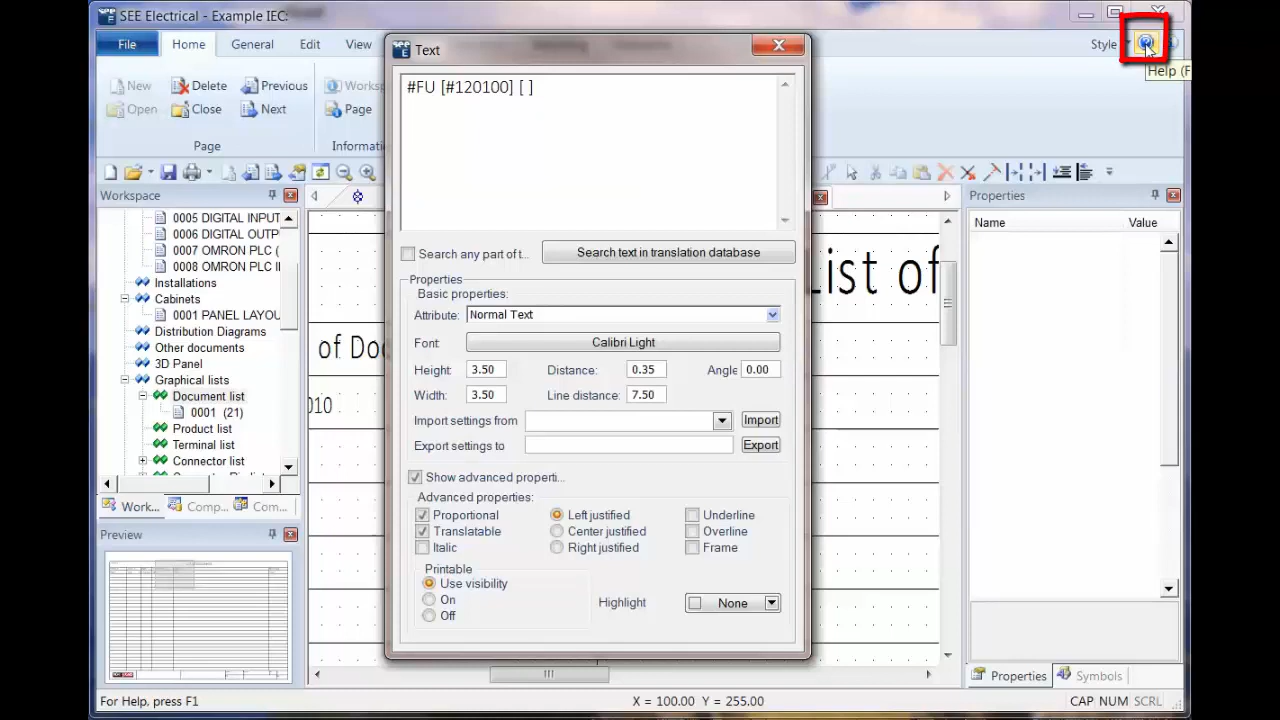 SEE Electrical - Example IEC:
File
Home
General
Edit
View
Style
Help (F
New
Delete
Previous
Worksp
Open
Close
Next
Page
Page
Informati
Workspace
0005 DIGITAL INPUT
0006 DIGITAL OUTP
0007 OMRON PLC (
0008 OMRON PLC I
Installations
Cabinets
0001 PANEL LAYOU
Distribution Diagrams
Other documents
3D Panel
Graphical lists
Document list
0001 (21)
Product list
Terminal list
Connector list
Work...
Comp...
Com...
Preview
Text
#FU [#120100] [ ]
Search any part of t...
Search text in translation database
Properties
Basic properties:
Attribute:
Normal Text
Font:
Calibri Light
Height:
3.50
Distance:
0.35
Angle
0.00
Width:
3.50
Line distance:
7.50
Import settings from
Import
Export settings to
Export
Show advanced properti...
Advanced properties:
Proportional
Left justified
Underline
Translatable
Center justified
Overline
Italic
Right justified
Frame
Printable
Use visibility
On
Off
Highlight
None
List of
of Doc
010
Properties
Name
Value
Properties
Symbols
For Help, press F1
X = 100.00 Y = 255.00
CAP NUM SCRL